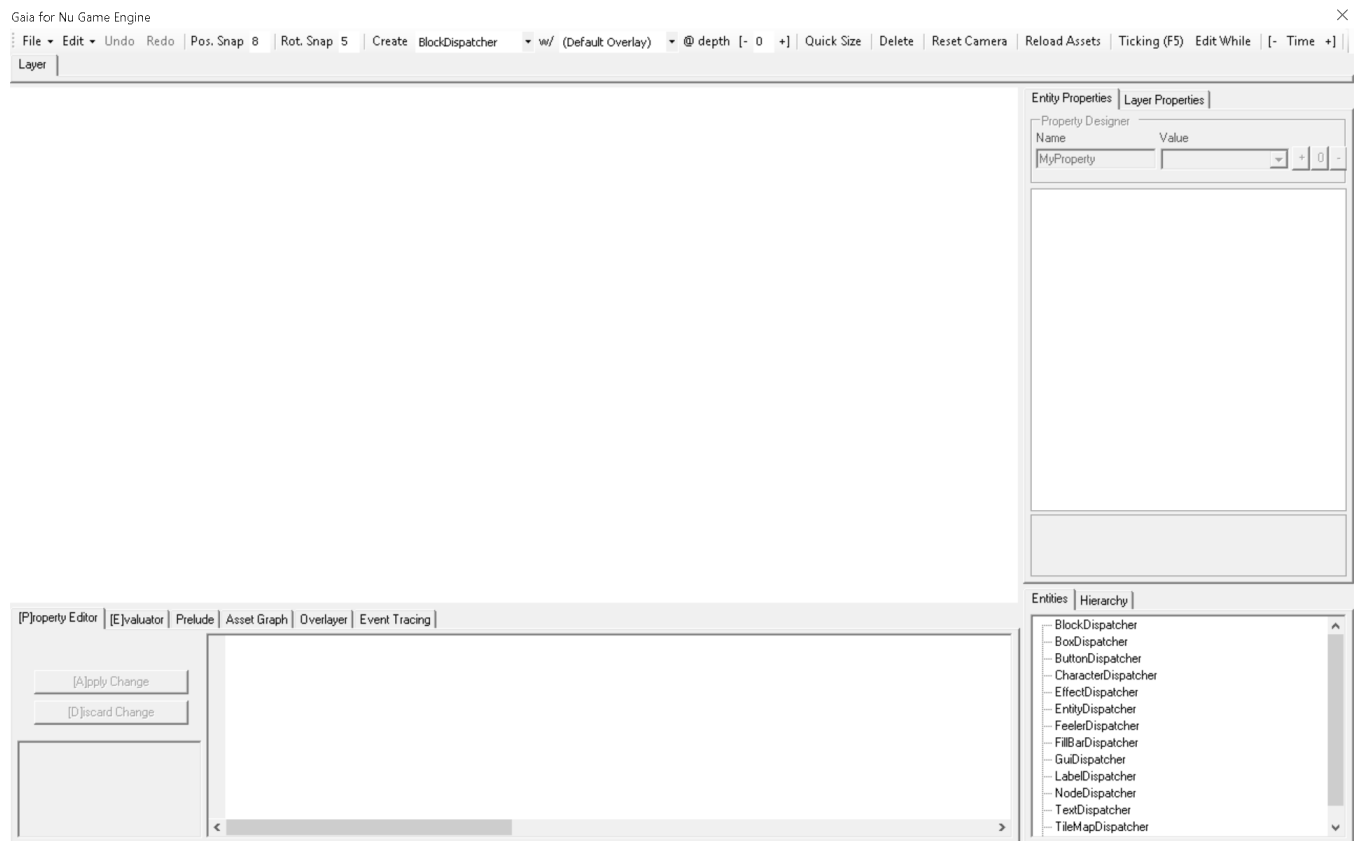 Gaia for Nu Game Engine
File Edit Undo Redo Pos. Snap 8 Rot. Snap 5 Create BlockDispatcher w/ (Default Overlay) @ depth [- 0 +] Quick Size Delete Reset Camera Reload Assets Ticking (F5) Edit While [- Time +]
Layer
Entity Properties Layer Properties
Property Designer
Name Value
MyProperty + 0 -
[P]roperty Editor [E]valuator Prelude Asset Graph Overlayer Event Tracing
[A]pply Change
[D]iscard Change
Entities Hierarchy
BlockDispatcher
BoxDispatcher
ButtonDispatcher
CharacterDispatcher
EffectDispatcher
EntityDispatcher
FeelerDispatcher
FillBarDispatcher
GuiDispatcher
LabelDispatcher
NodeDispatcher
TextDispatcher
TileMapDispatcher